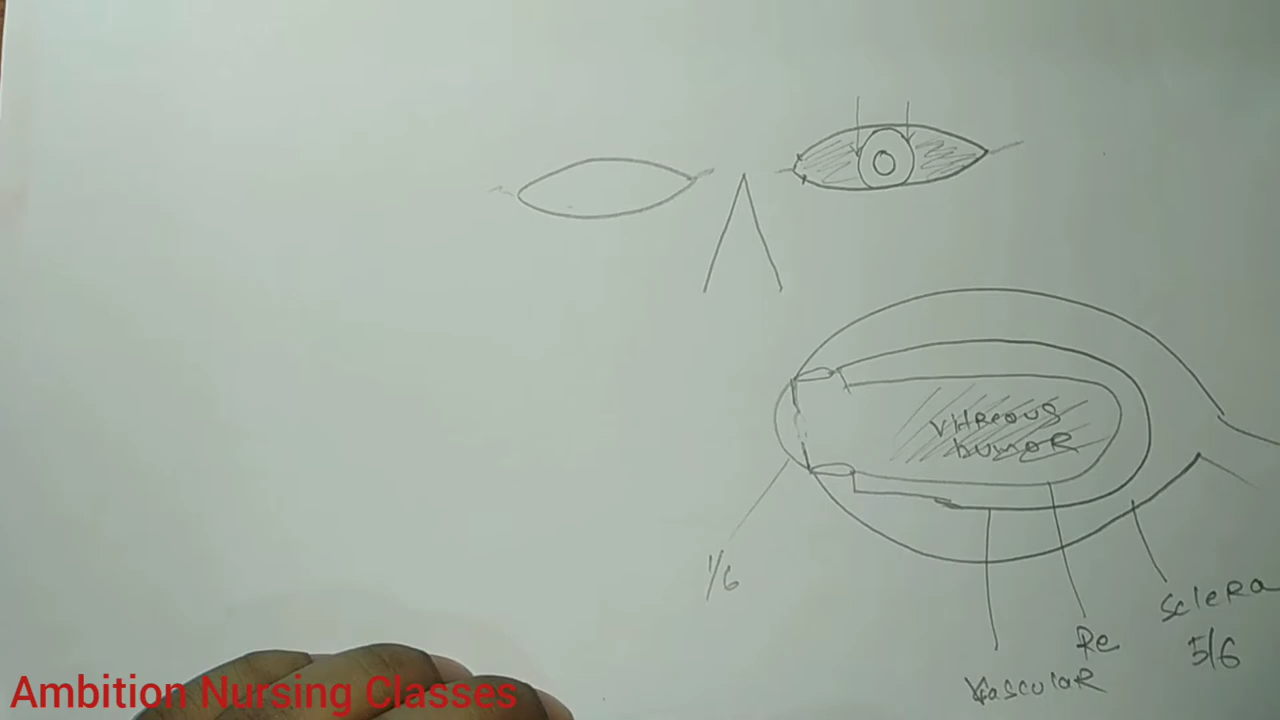 VitReous
humoR
1/6
ScleRa
5/6
Re
VasculaR
Ambition Nursing Classes